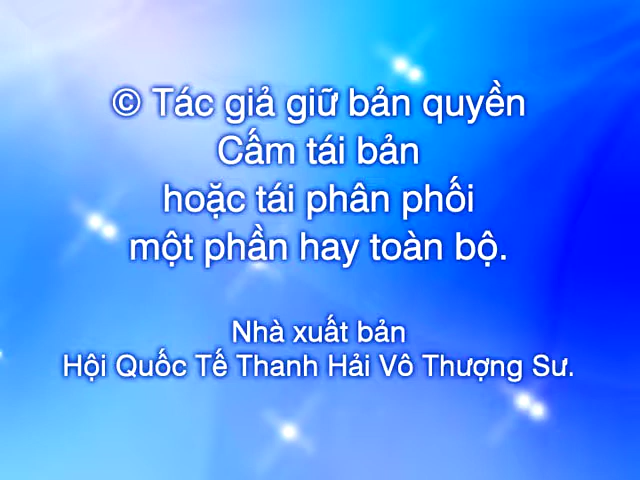 © Tác giả giữ bản quyền
Cấm tái bản
hoặc tái phân phối
một phần hay toàn bộ.
Nhà xuất bản
Hội Quốc Tế Thanh Hải Vô Thượng Sư.